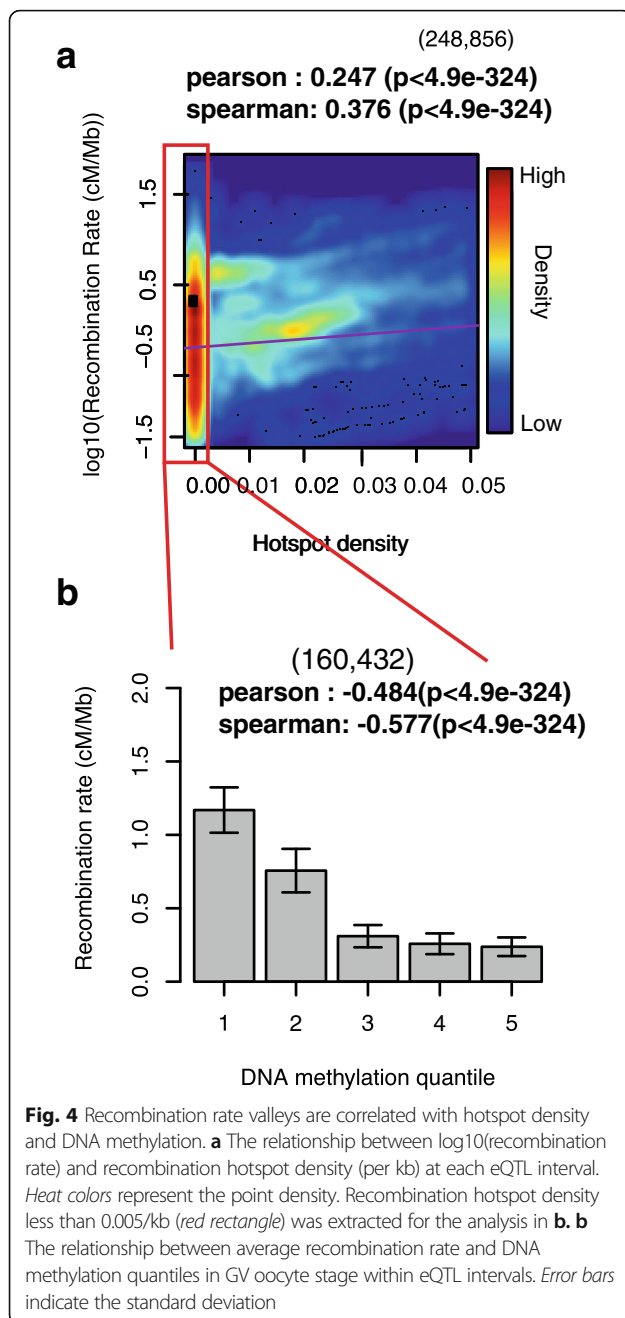 (248,856)
a
pearson : 0.247 (p<4.9e-324)
spearman: 0.376 (p<4.9e-324)
log10(Recombination Rate (cM/Mb))
1.5
0.5
−0.5
−1.5
0.00 0.01 0.02 0.03 0.04 0.05
Hotspot density
High
Density
Low
b
(160,432)
pearson : -0.484(p<4.9e-324)
spearman: -0.577(p<4.9e-324)
Recombination rate (cM/Mb)
2.0
1.5
1.0
0.5
0.0
1 2 3 4 5
DNA methylation quantile
Fig. 4 Recombination rate valleys are correlated with hotspot density
and DNA methylation. a The relationship between log10(recombination
rate) and recombination hotspot density (per kb) at each eQTL interval.
Heat colors represent the point density. Recombination hotspot density
less than 0.005/kb (red rectangle) was extracted for the analysis in b. b
The relationship between average recombination rate and DNA
methylation quantiles in GV oocyte stage within eQTL intervals. Error bars
indicate the standard deviation